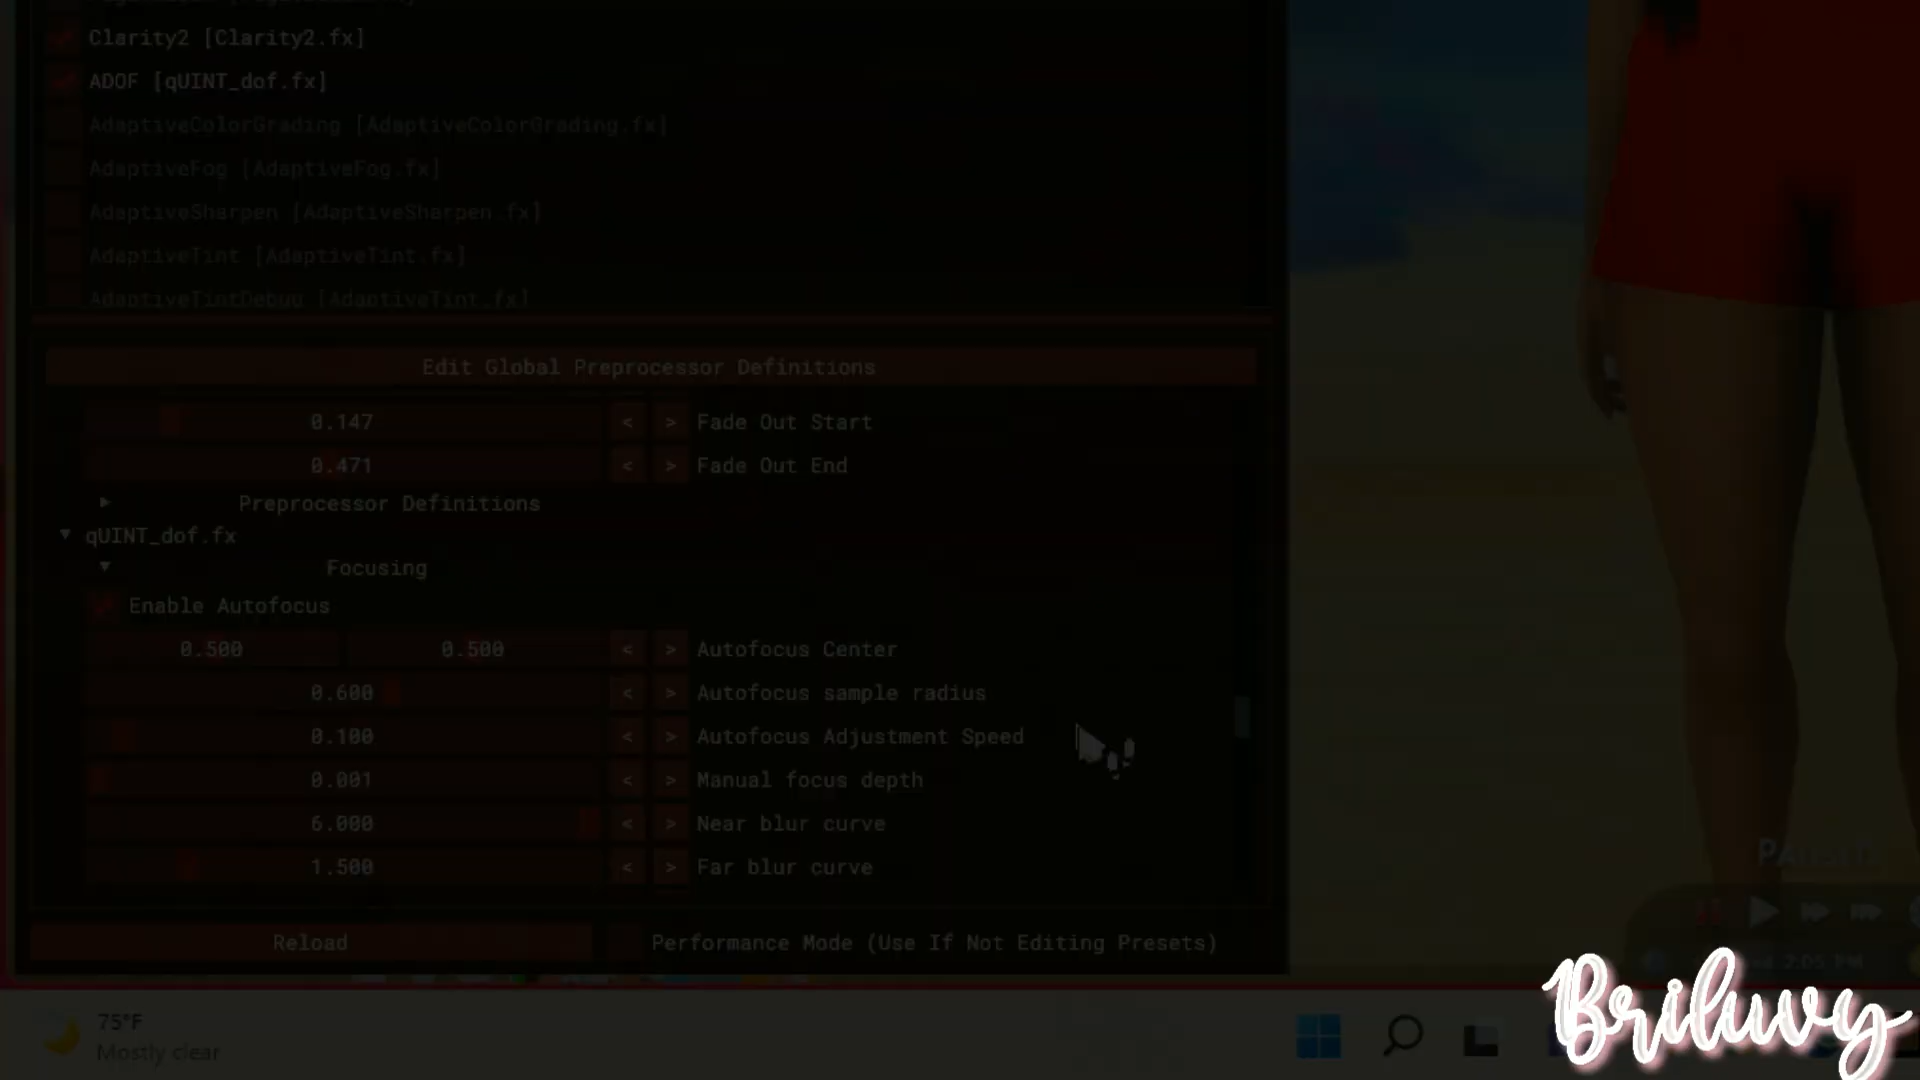 Clarity2 [Clarity2.fx]
ADOF [qUINT_dof.fx]
AdaptiveColorGrading [AdaptiveColorGrading.fx]
AdaptiveFog [AdaptiveFog.fx]
AdaptiveSharpen [AdaptiveSharpen.fx]
AdaptiveTint [AdaptiveTint.fx]
AdaptiveTintDebug [AdaptiveTint.fx]
Edit Global Preprocessor Definitions
0.147 < > Fade Out Start
0.471 < > Fade Out End
Preprocessor Definitions
qUINT_dof.fx
Focusing
Enable Autofocus
0.500 0.500 < > Autofocus Center
0.600 < > Autofocus sample radius
0.100 < > Autofocus Adjustment Speed
0.001 < > Manual focus depth
6.000 < > Near blur curve
1.500 < > Far blur curve
Reload Performance Mode (Use If Not Editing Presets)
Paused
2:05 PM
75°F
Mostly clear
Briluvy